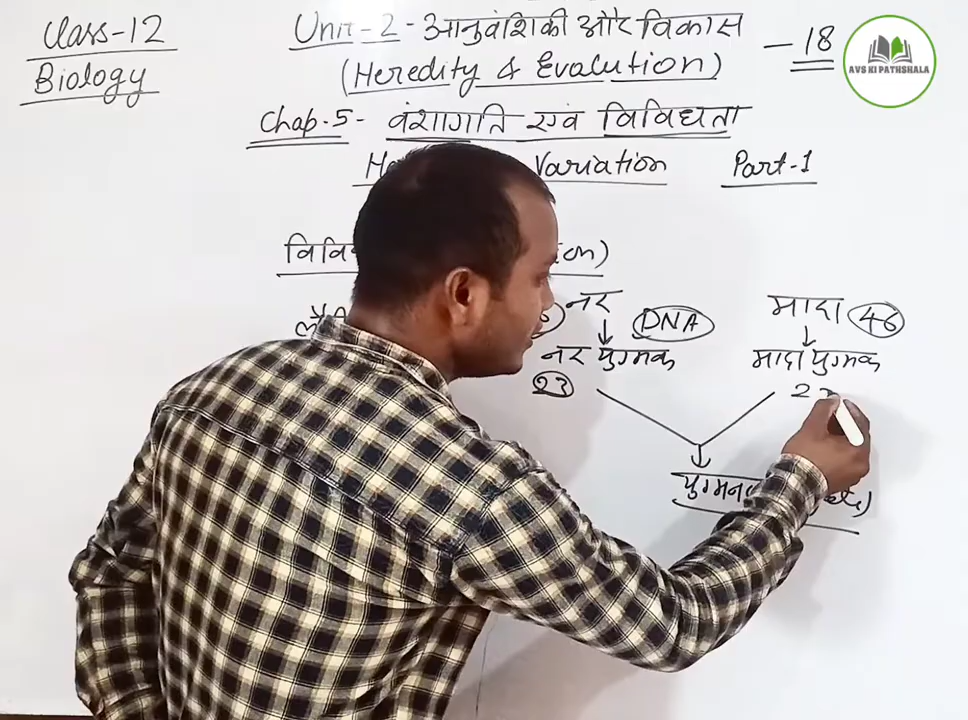 Class-12
Biology
Unit-2-आनुवंशिकी और विकास
(Heredity & Evalution)
-18
AVS KI PATHSHALA
Chap.5- वंशागति एवं विविधता
Variation
Part-1
नर
DNA
मादा 46
नर युग्मक
मादा युग्मक
23